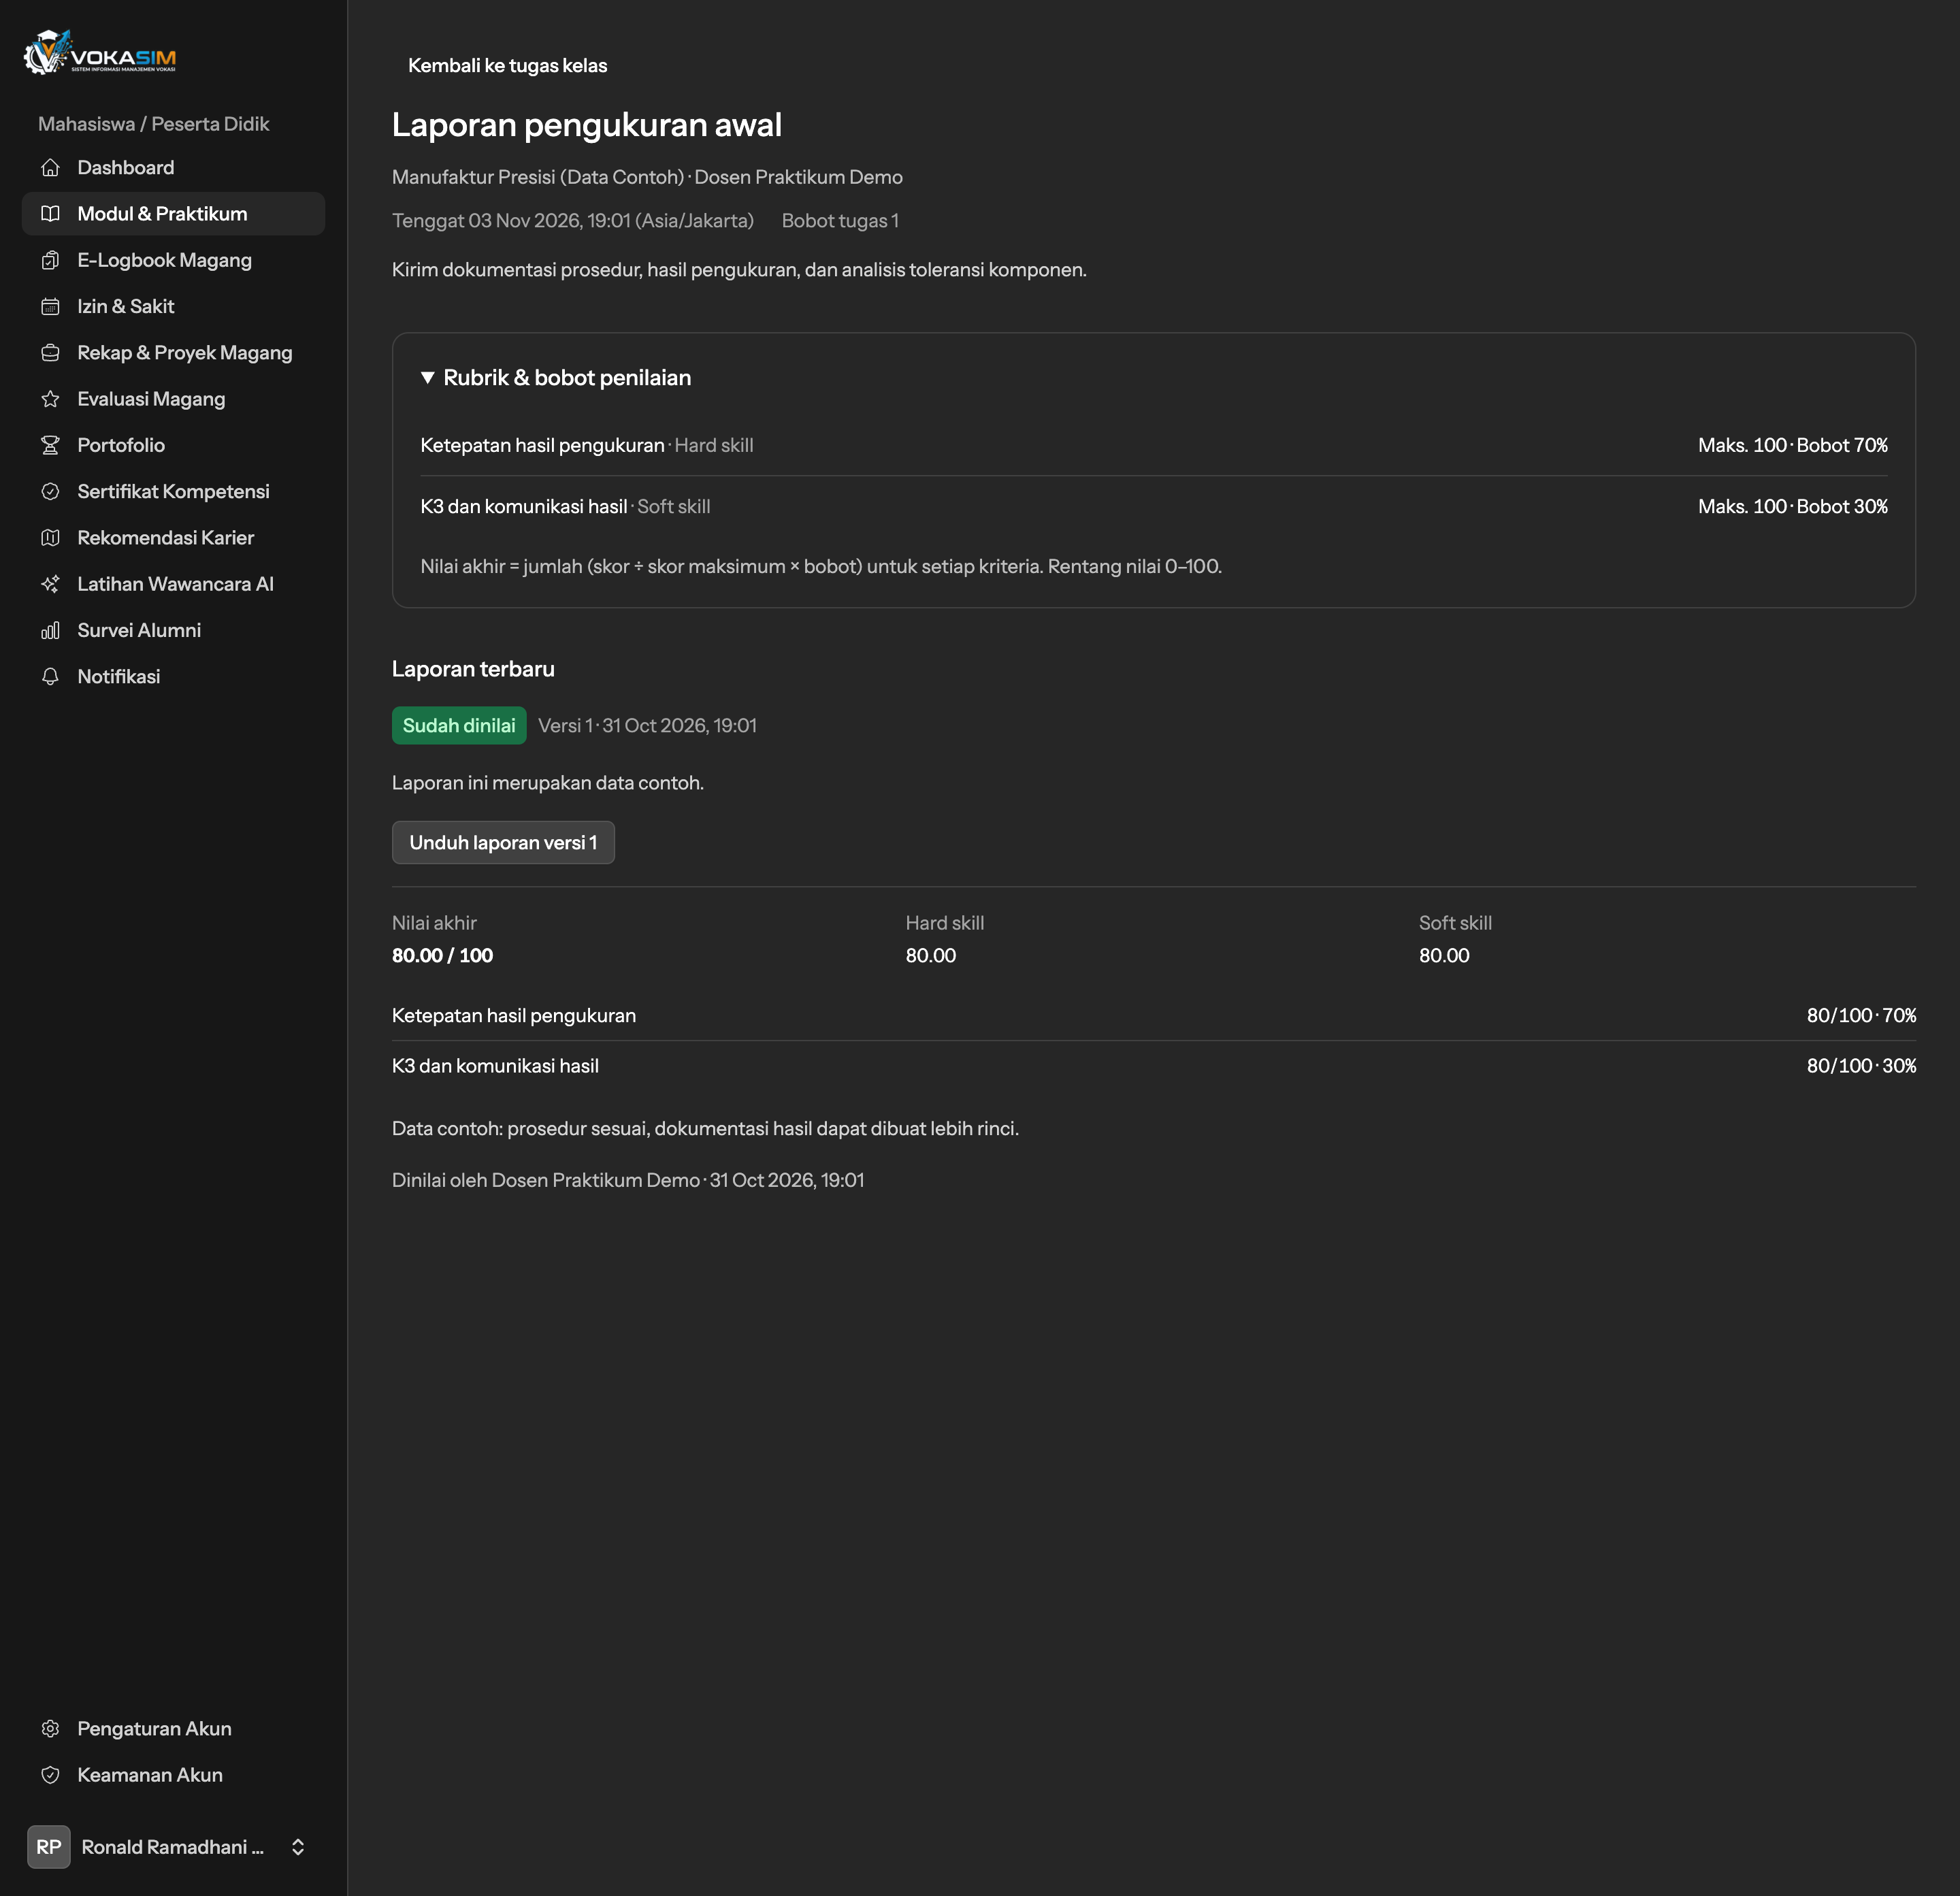 VOKASIM
SISTEM INFORMASI MANAJEMEN VOKASI
Mahasiswa / Peserta Didik
Dashboard
Modul & Praktikum
E-Logbook Magang
Izin & Sakit
Rekap & Proyek Magang
Evaluasi Magang
Portofolio
Sertifikat Kompetensi
Rekomendasi Karier
Latihan Wawancara AI
Survei Alumni
Notifikasi
Pengaturan Akun
Keamanan Akun
RP Ronald Ramadhani ...
Kembali ke tugas kelas
Laporan pengukuran awal
Manufaktur Presisi (Data Contoh) · Dosen Praktikum Demo
Tenggat 03 Nov 2026, 19:01 (Asia/Jakarta) Bobot tugas 1
Kirim dokumentasi prosedur, hasil pengukuran, dan analisis toleransi komponen.
▼ Rubrik & bobot penilaian
Ketepatan hasil pengukuran · Hard skill Maks. 100 · Bobot 70%
K3 dan komunikasi hasil · Soft skill Maks. 100 · Bobot 30%
Nilai akhir = jumlah (skor ÷ skor maksimum × bobot) untuk setiap kriteria. Rentang nilai 0–100.
Laporan terbaru
Sudah dinilai Versi 1 · 31 Oct 2026, 19:01
Laporan ini merupakan data contoh.
Unduh laporan versi 1
Nilai akhir Hard skill Soft skill
80.00 / 100 80.00 80.00
Ketepatan hasil pengukuran 80/100 · 70%
K3 dan komunikasi hasil 80/100 · 30%
Data contoh: prosedur sesuai, dokumentasi hasil dapat dibuat lebih rinci.
Dinilai oleh Dosen Praktikum Demo · 31 Oct 2026, 19:01